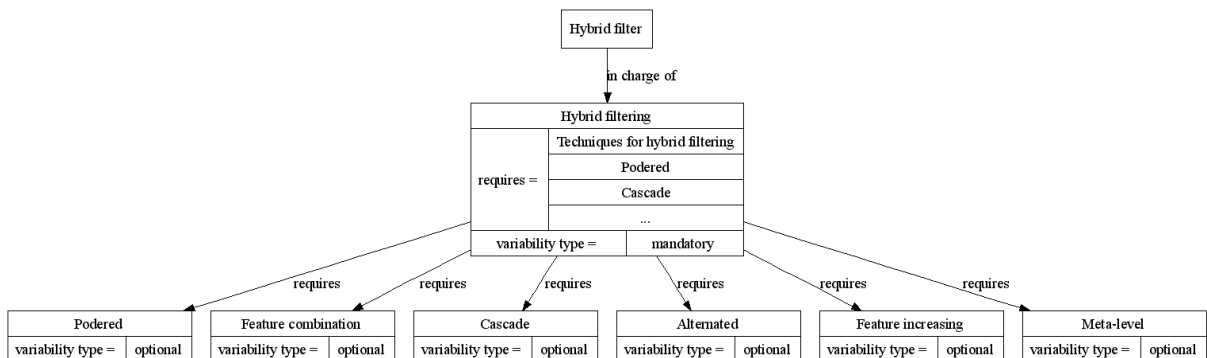 Hybrid filter
in charge of
Hybrid filtering
requires =
Techniques for hybrid filtering
Podered
Cascade
...
variability type = mandatory
requires requires requires requires requires requires
Podered Feature combination Cascade Alternated Feature increasing Meta-level
variability type = optional variability type = optional variability type = optional variability type = optional variability type = optional variability type = optional